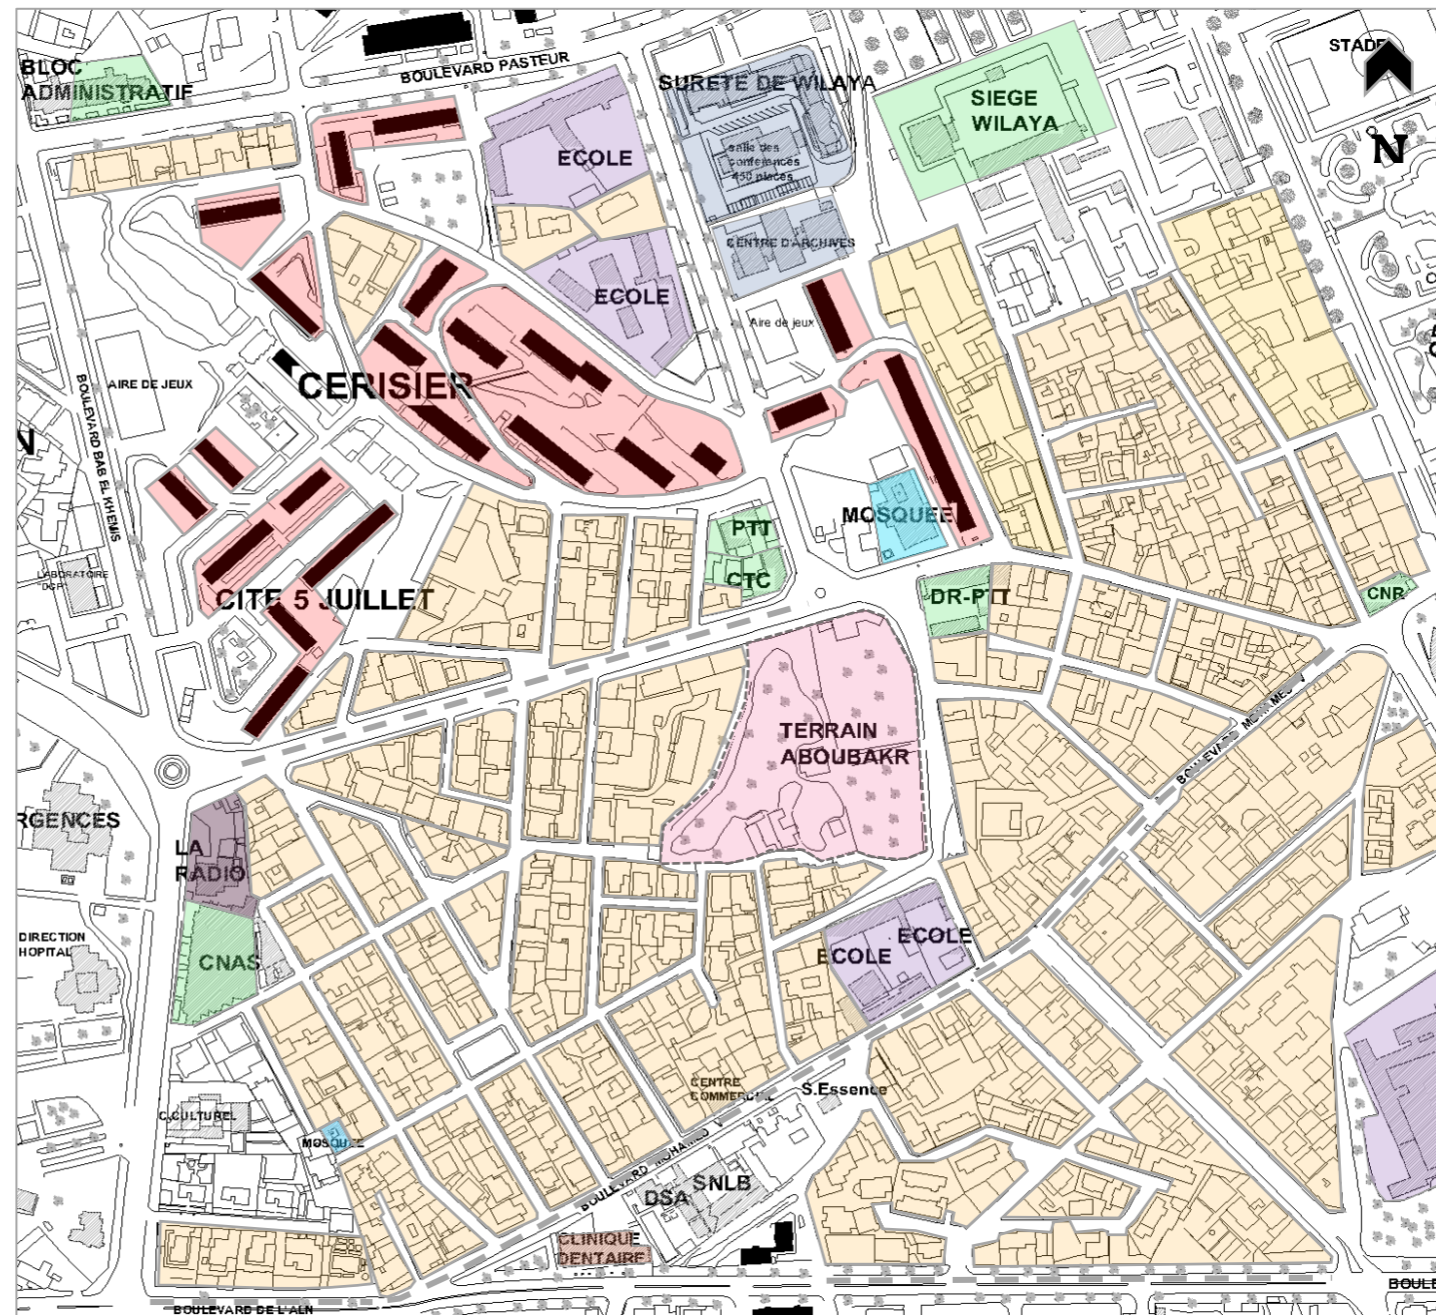 BLOC
ADMINISTRATIF
BOULEVARD PASTEUR
SURETE DE WILAYA
STADE
SIEGE
WILAYA
N
ECOLE
salle des
conferences
450 places
CENTRE D'ARCHIVES
ECOLE
Aire de jeux
CERISIER
AIRE DE JEUX
BOULEVARD BAB EL KHEMIS
N
MOSQUEE
PTT
CTC
LABORATOIRE
CITE 5 JUILLET
DR-PTT
CNR
BOULEVARD MOHAMED V
TERRAIN
ABOUBAKR
RGENCES
LA
RADIO
DIRECTION
HOPITAL
CNAS
ECOLE
ECOLE
CENTRE
COMMERCIAL
S.Essence
C.CULTUREL
MOSQUEE
BOULEVARD MOHAMED V
DSA
SNLB
CLINIQUE
DENTAIRE
BOULE
BOULEVARD DE L'ALN